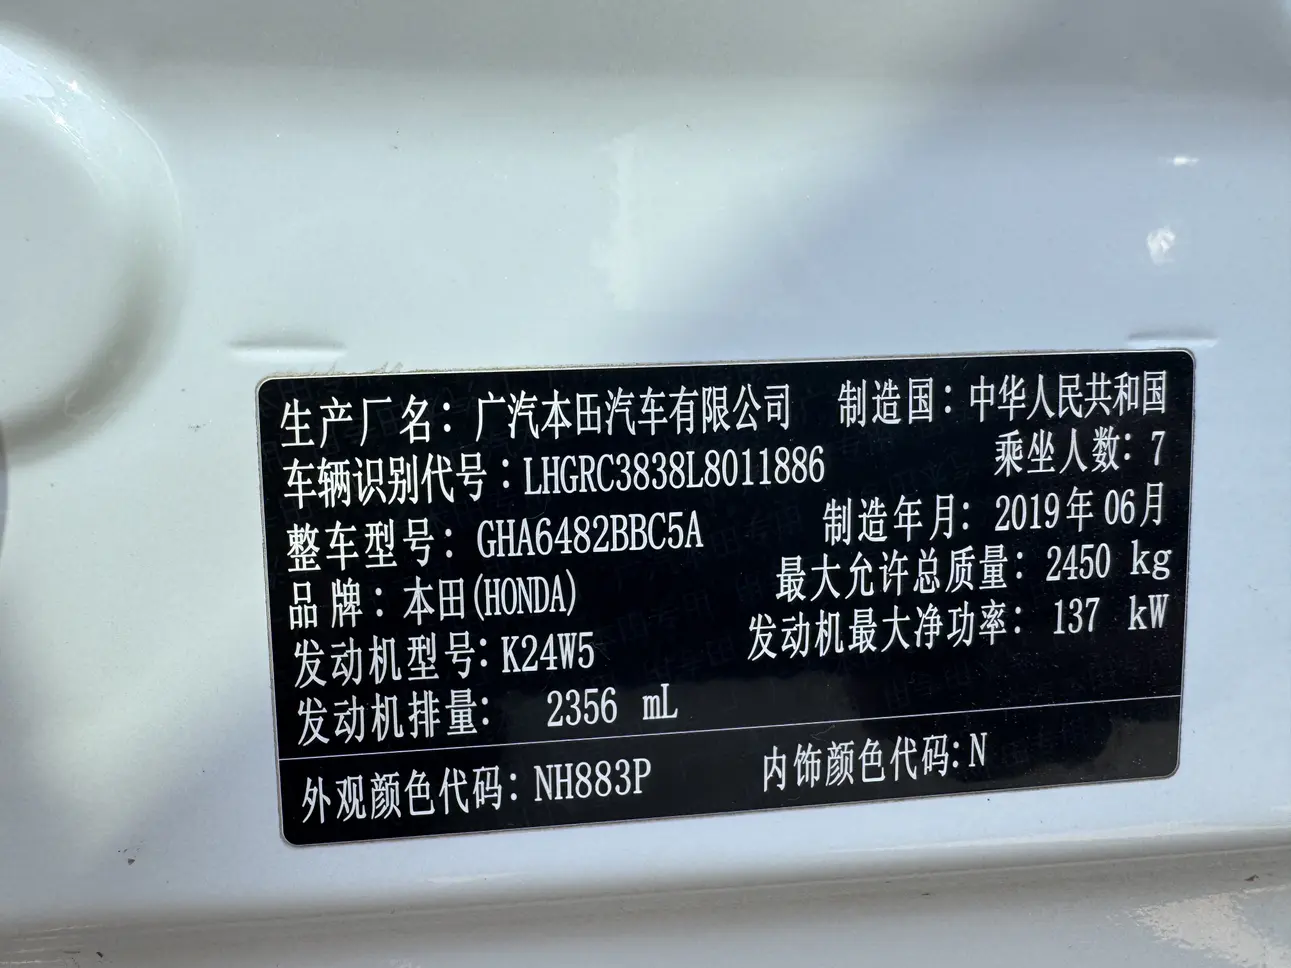 生产厂名：广汽本田汽车有限公司 制造国：中华人民共和国
车辆识别代号：LHGRC3838L8011886 乘坐人数：7
整车型号：GHA6482BBC5A 制造年月：2019年06月
品牌：本田(HONDA) 最大允许总质量：2450 kg
发动机型号：K24W5 发动机最大净功率：137 kW
发动机排量：2356 mL
外观颜色代码：NH883P 内饰颜色代码：N